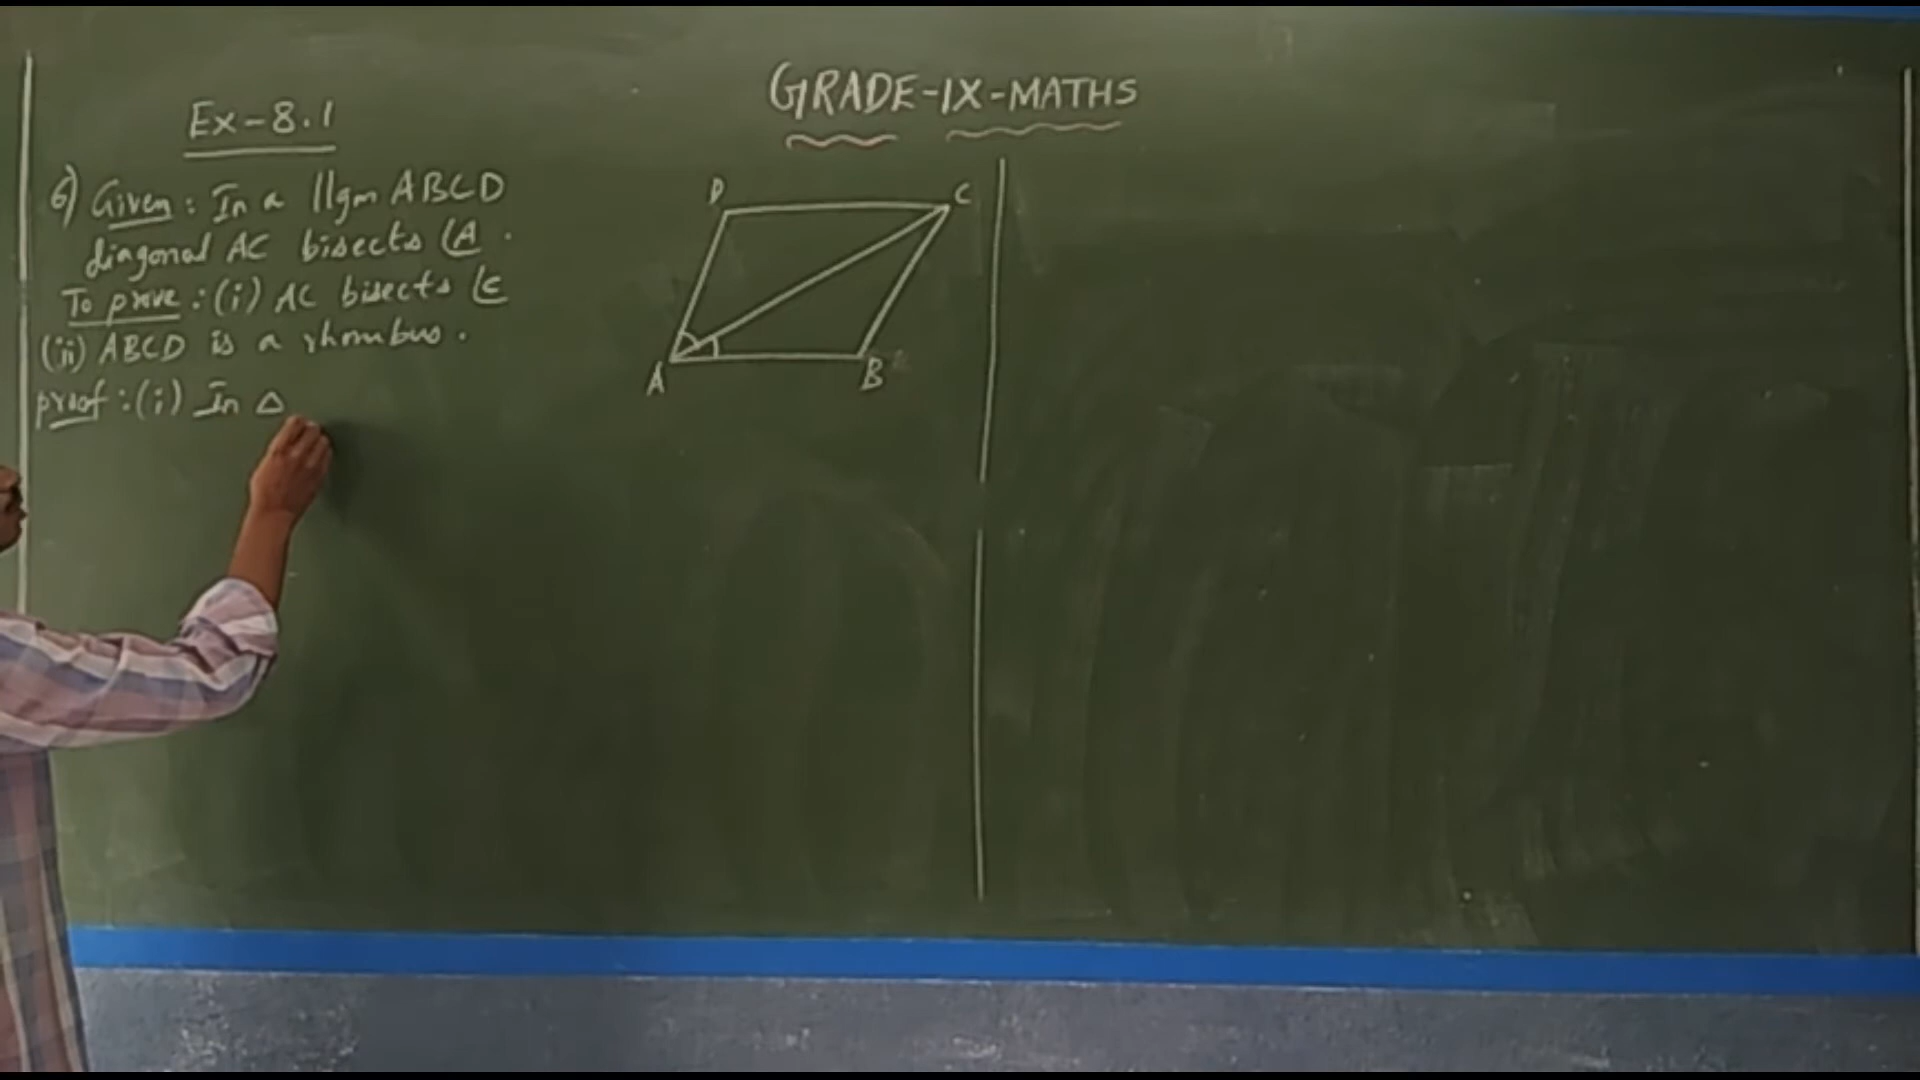 GRADE-IX-MATHS
Ex-8.1
6) Given: In a ||gm ABCD
diagonal AC bisects ∠A.
To prove: (i) AC bisects ∠C
(ii) ABCD is a rhombus.
proof: (i) In △
D
C
A
B